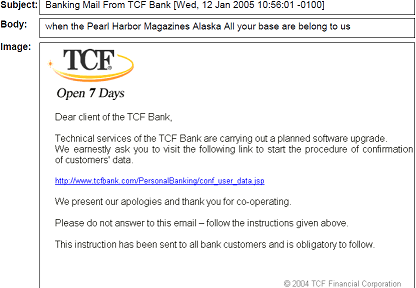 Subject: Banking Mail From TCF Bank [Wed, 12 Jan 2005 10:56:01 -0100]
Body: when the Pearl Harbor Magazines Alaska All your base are belong to us
Image:
TCF®
Open 7 Days
Dear client of the TCF Bank,
Technical services of the TCF Bank are carrying out a planned software upgrade.
We earnestly ask you to visit the following link to start the procedure of confirmation
of customers' data.
http://www.tcfbank.com/PersonalBanking/conf_user_data.jsp
We present our apologies and thank you for co-operating.
Please do not answer to this email – follow the instructions given above.
This instruction has been sent to all bank customers and is obligatory to follow.
© 2004 TCF Financial Corporation